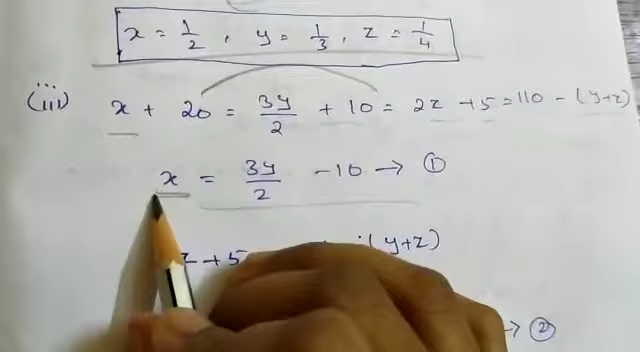 x = 1/2 , y = 1/3 , z = 1/4
(iii) x + 20 = 3y/2 + 10 = 2z + 5 = 110 - (y+z)
x = 3y/2 - 10 → ①
z + 5 (y+z)
→ ②